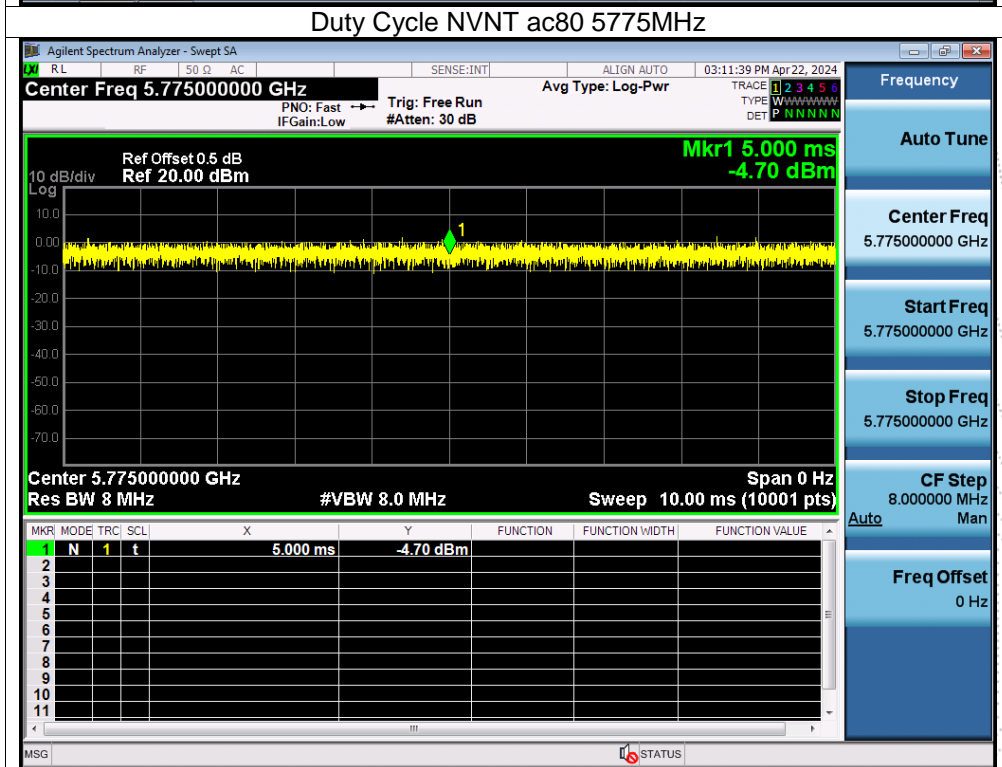 Duty Cycle NVNT ac80 5775MHz
Agilent Spectrum Analyzer - Swept SA
LXI RL RF 50 Ω AC SENSE:INT ALIGN AUTO 03:11:39 PM Apr 22, 2024
Center Freq 5.775000000 GHz
PNO: Fast
IFGain:Low
Trig: Free Run
#Atten: 30 dB
Avg Type: Log-Pwr
TRACE 1 2 3 4 5 6
TYPE WWWWWW
DET P N N N N N
Frequency
Auto Tune
Center Freq
5.775000000 GHz
Start Freq
5.775000000 GHz
Stop Freq
5.775000000 GHz
CF Step
8.000000 MHz
Auto Man
Freq Offset
0 Hz
Mkr1 5.000 ms
-4.70 dBm
Ref Offset 0.5 dB
10 dB/div Ref 20.00 dBm
Log
10.0
0.00
-10.0
-20.0
-30.0
-40.0
-50.0
-60.0
-70.0
1
Center 5.775000000 GHz Span 0 Hz
Res BW 8 MHz #VBW 8.0 MHz Sweep 10.00 ms (10001 pts)
MKR MODE TRC SCL X Y FUNCTION FUNCTION WIDTH FUNCTION VALUE
1 N 1 t 5.000 ms -4.70 dBm
2
3
4
5
6
7
8
9
10
11
MSG STATUS